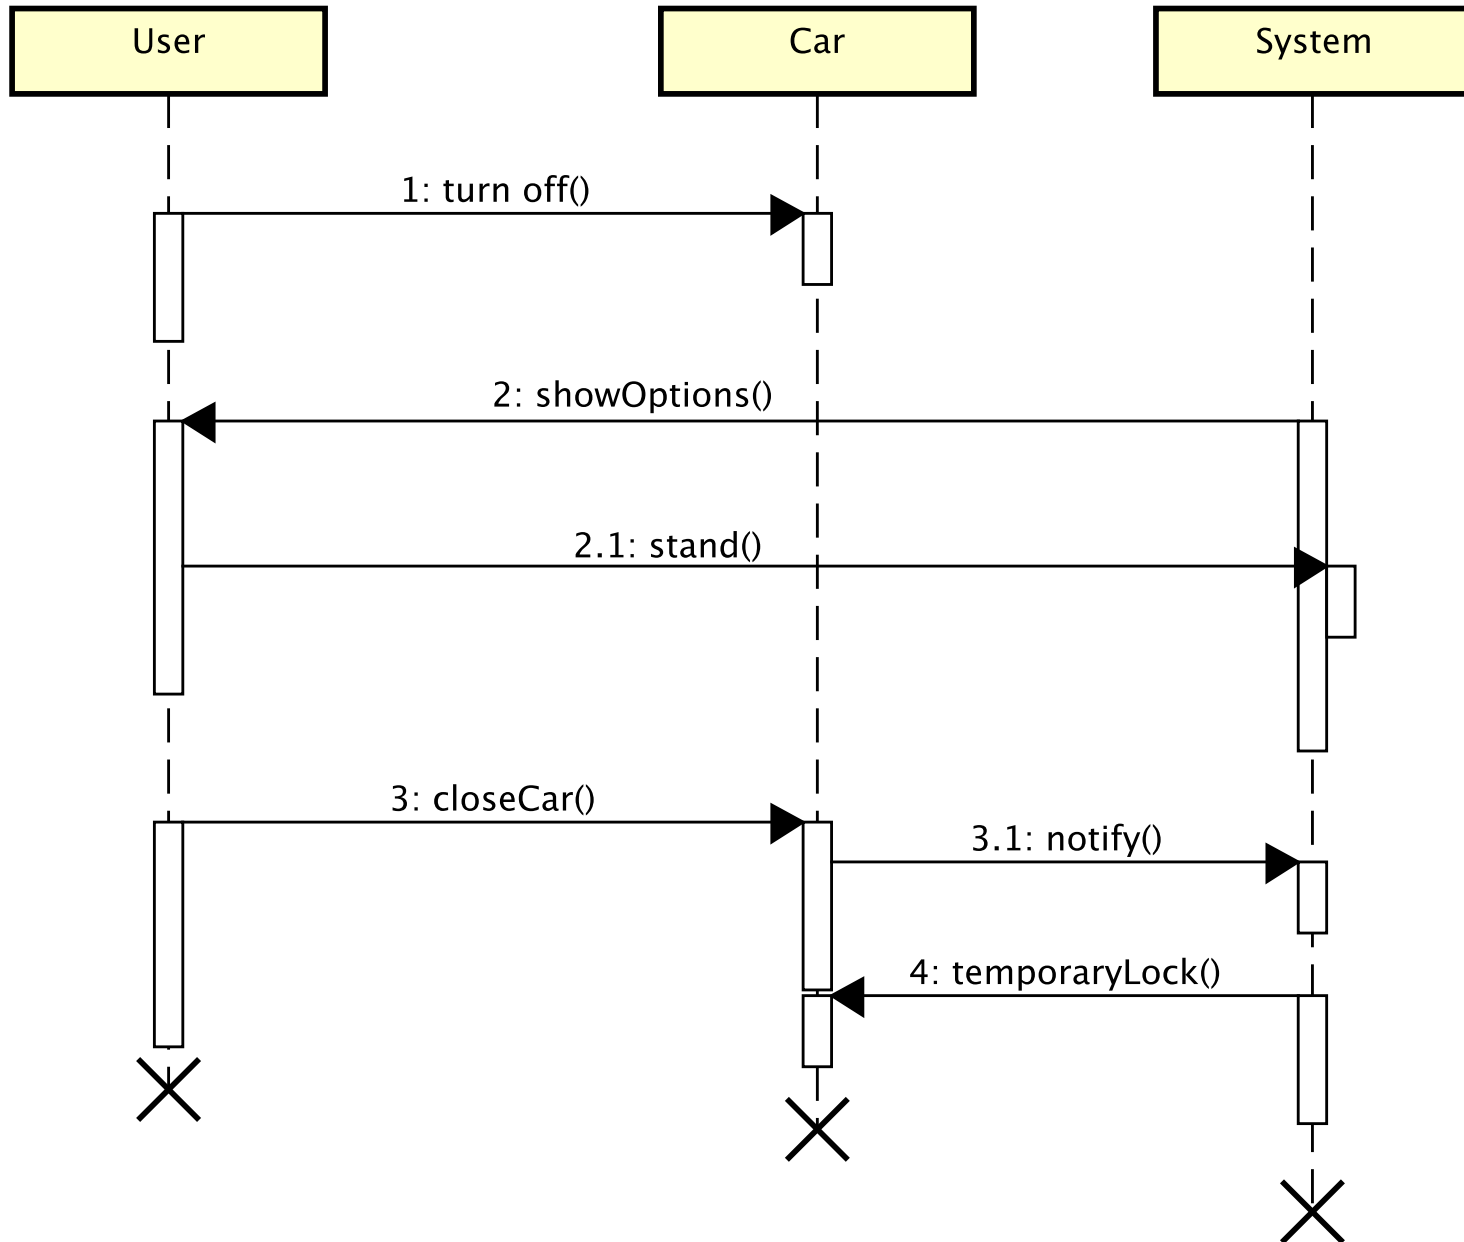 User
Car
System
1: turn off()
2: showOptions()
2.1: stand()
3: closeCar()
3.1: notify()
4: temporaryLock()